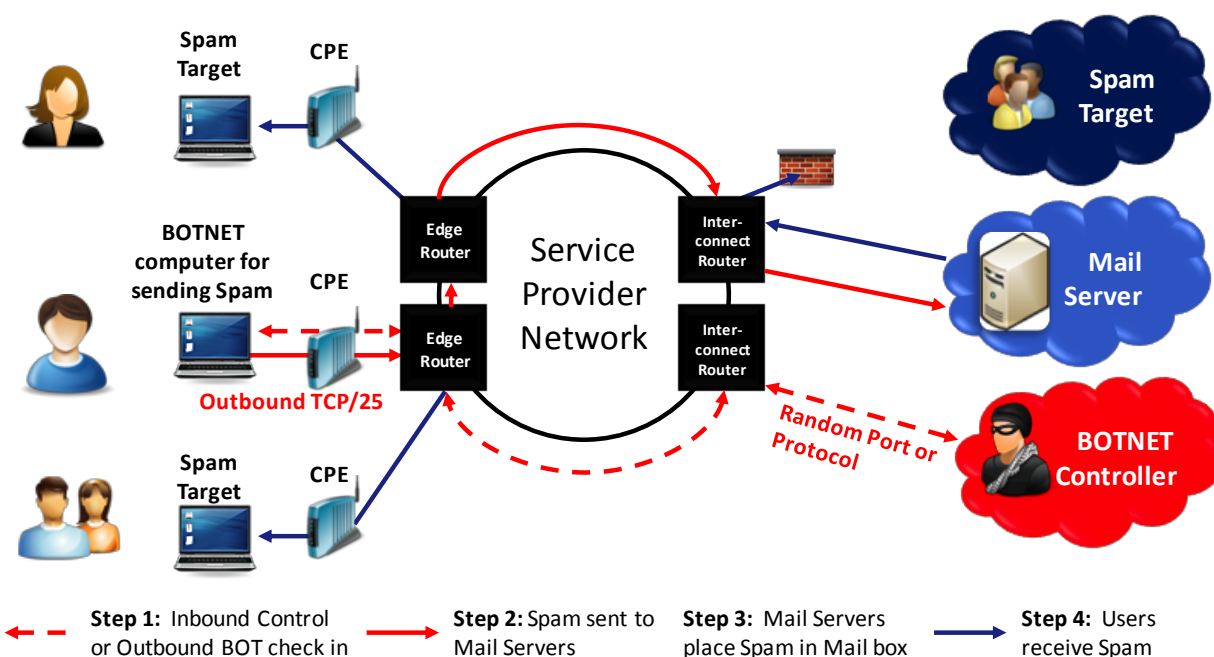 Spam
Target
CPE
Spam
Target
Edge
Router
Inter-
connect
Router
Service
Provider
Network
Mail
Server
BOTNET
computer for
sending Spam
CPE
Edge
Router
Inter-
connect
Router
Outbound TCP/25
Random Port or
Protocol
BOTNET
Controller
Spam
Target
CPE
Step 1: Inbound Control
or Outbound BOT check in
Step 2: Spam sent to
Mail Servers
Step 3: Mail Servers
place Spam in Mail box
Step 4: Users
receive Spam